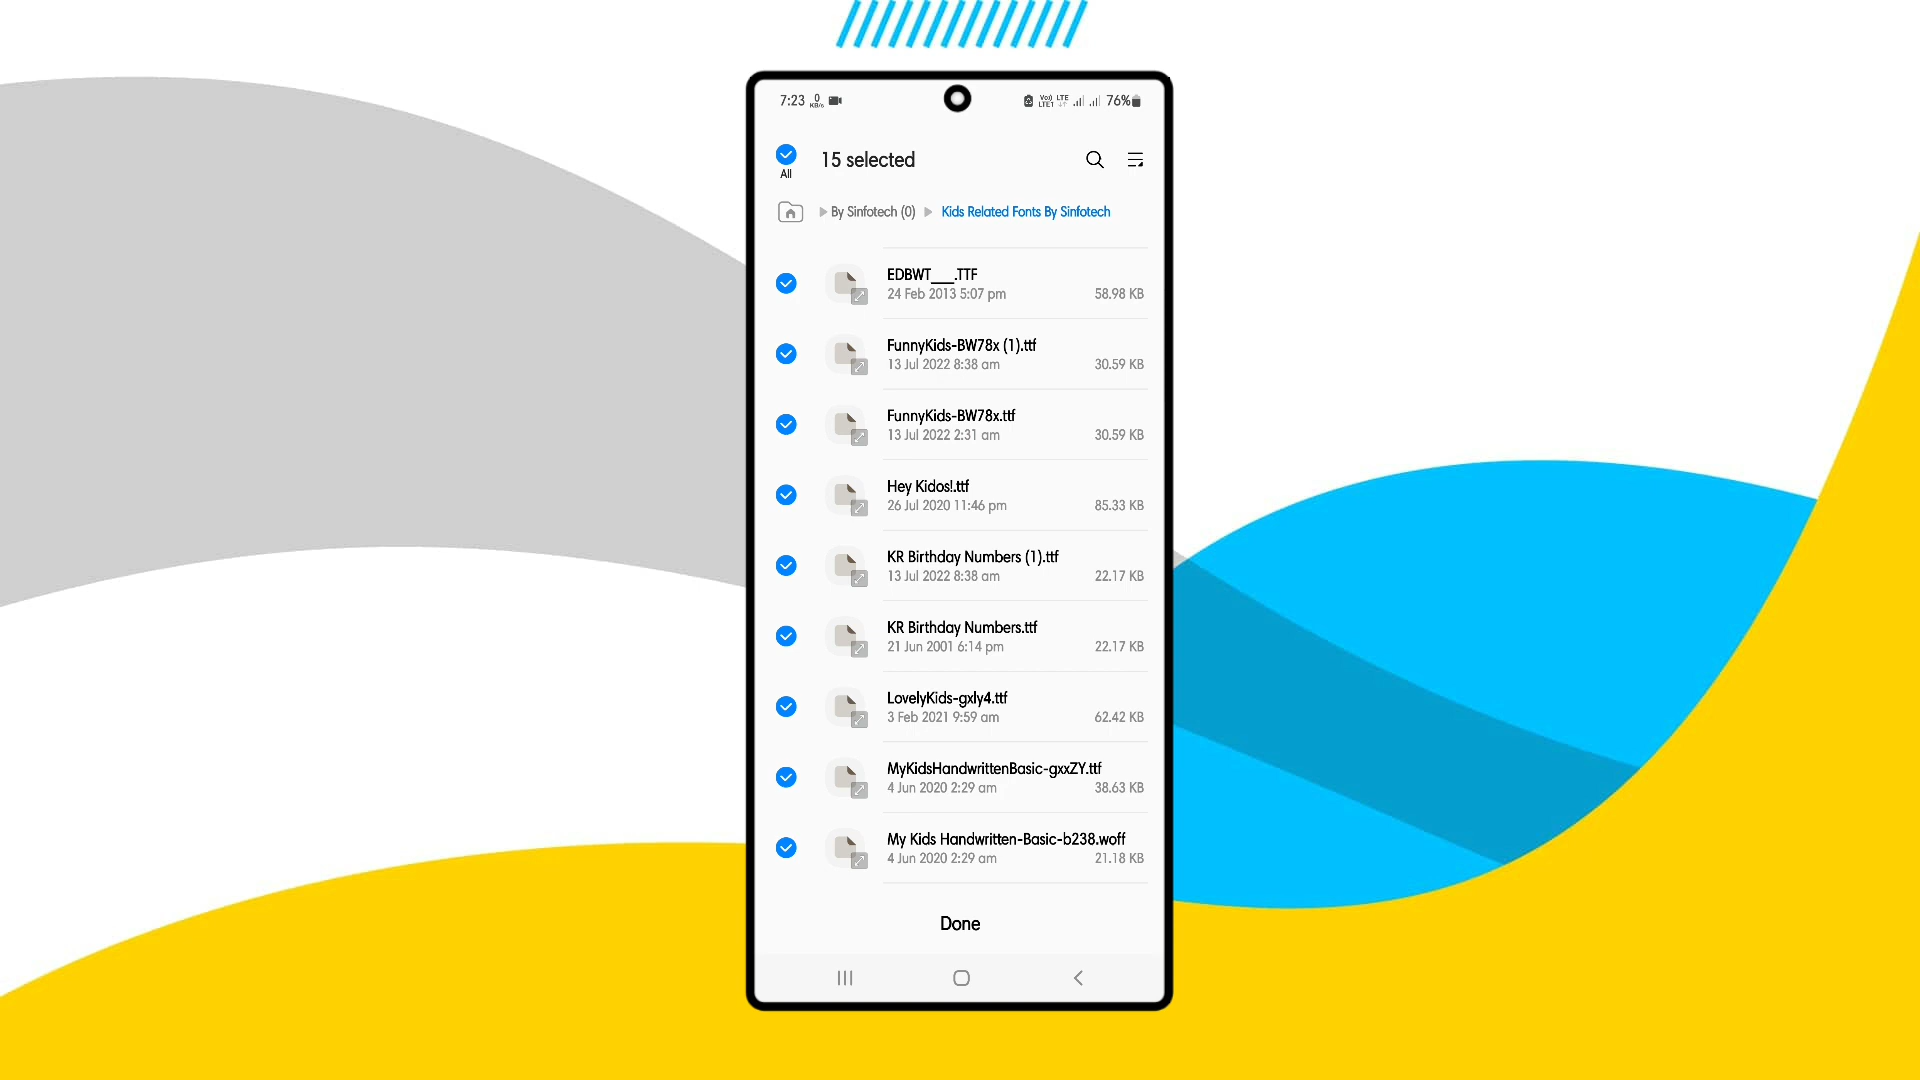 7:23 0 KB/s Vo) LTE LTE1 76%
All
15 selected
By Sinfotech (0) Kids Related Fonts By Sinfotech
EDBWT___.TTF
24 Feb 2013 5:07 pm 58.98 KB
FunnyKids-BW78x (1).ttf
13 Jul 2022 8:38 am 30.59 KB
FunnyKids-BW78x.ttf
13 Jul 2022 2:31 am 30.59 KB
Hey Kidos!.ttf
26 Jul 2020 11:46 pm 85.33 KB
KR Birthday Numbers (1).ttf
13 Jul 2022 8:38 am 22.17 KB
KR Birthday Numbers.ttf
21 Jun 2001 6:14 pm 22.17 KB
LovelyKids-gxly4.ttf
3 Feb 2021 9:59 am 62.42 KB
MyKidsHandwrittenBasic-gxxZY.ttf
4 Jun 2020 2:29 am 38.63 KB
My Kids Handwritten-Basic-b238.woff
4 Jun 2020 2:29 am 21.18 KB
Done